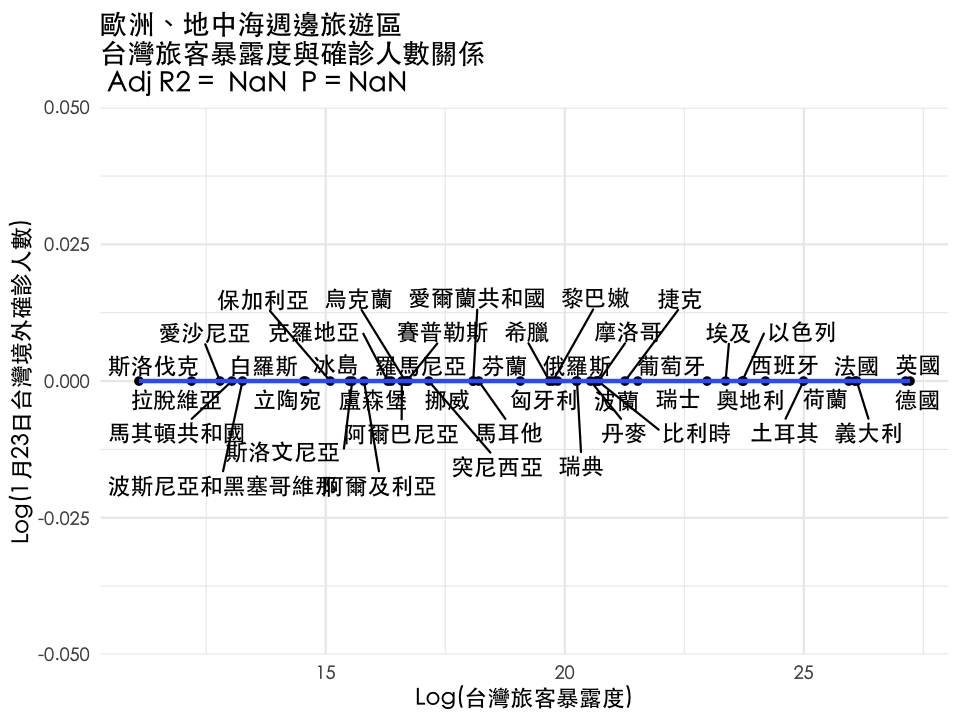 歐洲、地中海週邊旅遊區
台灣旅客暴露度與確診人數關係
Adj R2 = NaN P = NaN
0.050
0.025
0.000
-0.025
-0.050
Log(1月23日台灣境外確診人數)
保加利亞 烏克蘭 愛爾蘭共和國 黎巴嫩 捷克
愛沙尼亞 克羅地亞 賽普勒斯 希臘 摩洛哥 埃及 以色列
斯洛伐克 白羅斯 冰島 羅馬尼亞 芬蘭 俄羅斯 葡萄牙 西班牙 法國 英國
拉脫維亞 立陶宛 盧森堡 挪威 匈牙利 波蘭 瑞士 奧地利 荷蘭 德國
馬其頓共和國 阿爾巴尼亞 馬耳他 丹麥 比利時 土耳其 義大利
斯洛文尼亞 突尼西亞 瑞典
波斯尼亞和黑塞哥維那 阿爾及利亞
15 20 25
Log(台灣旅客暴露度)